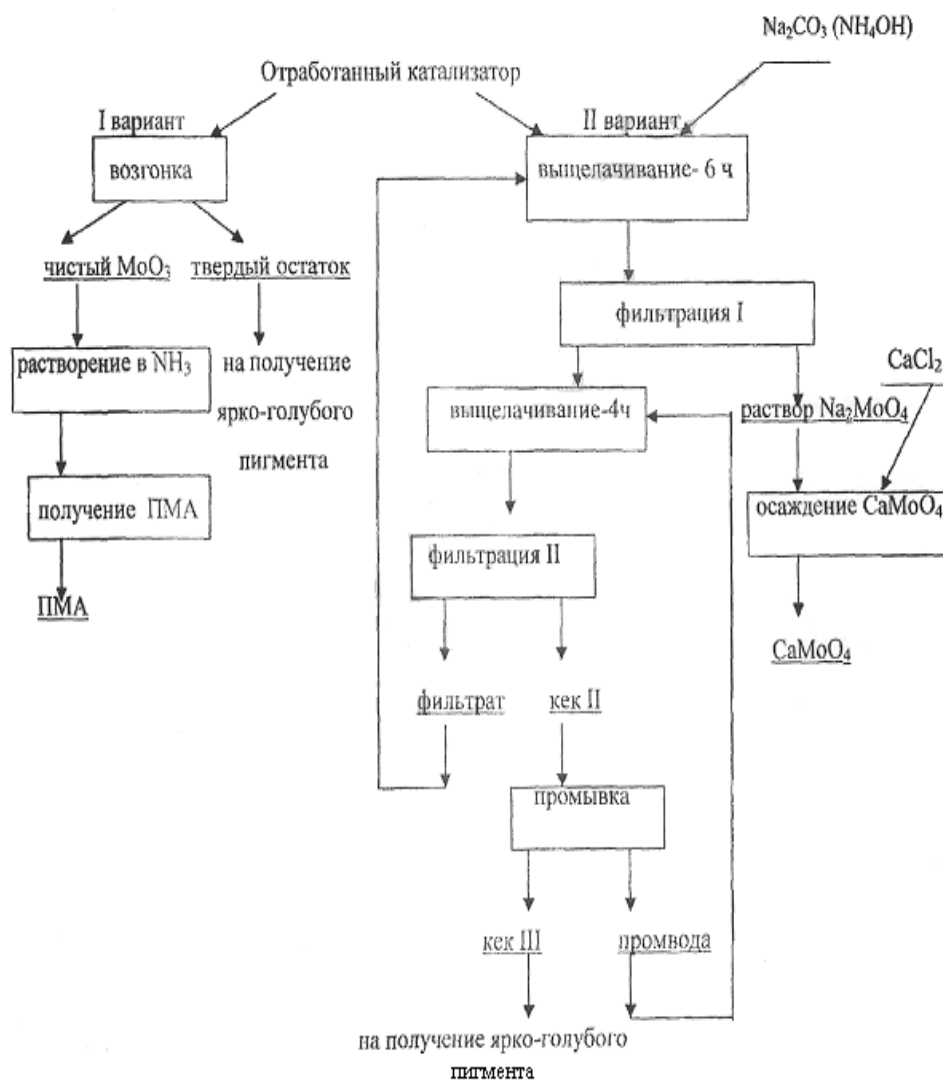 Na₂CO₃ (NH₄OH)
Отработанный катализатор
I вариант
II вариант
возгонка
выщелачивание- 6 ч
чистый MoO₃
твердый остаток
фильтрация I
растворение в NH₃
на получение
ярко-голубого
пигмента
CaCl₂
выщелачивание-4ч
раствор Na₂MoO₄
получение ПМА
осаждение CaMoO₄
фильтрация II
ПМА
CaMoO₄
фильтрат
кек II
промывка
кек III
промвода
на получение ярко-голубого
пигмента